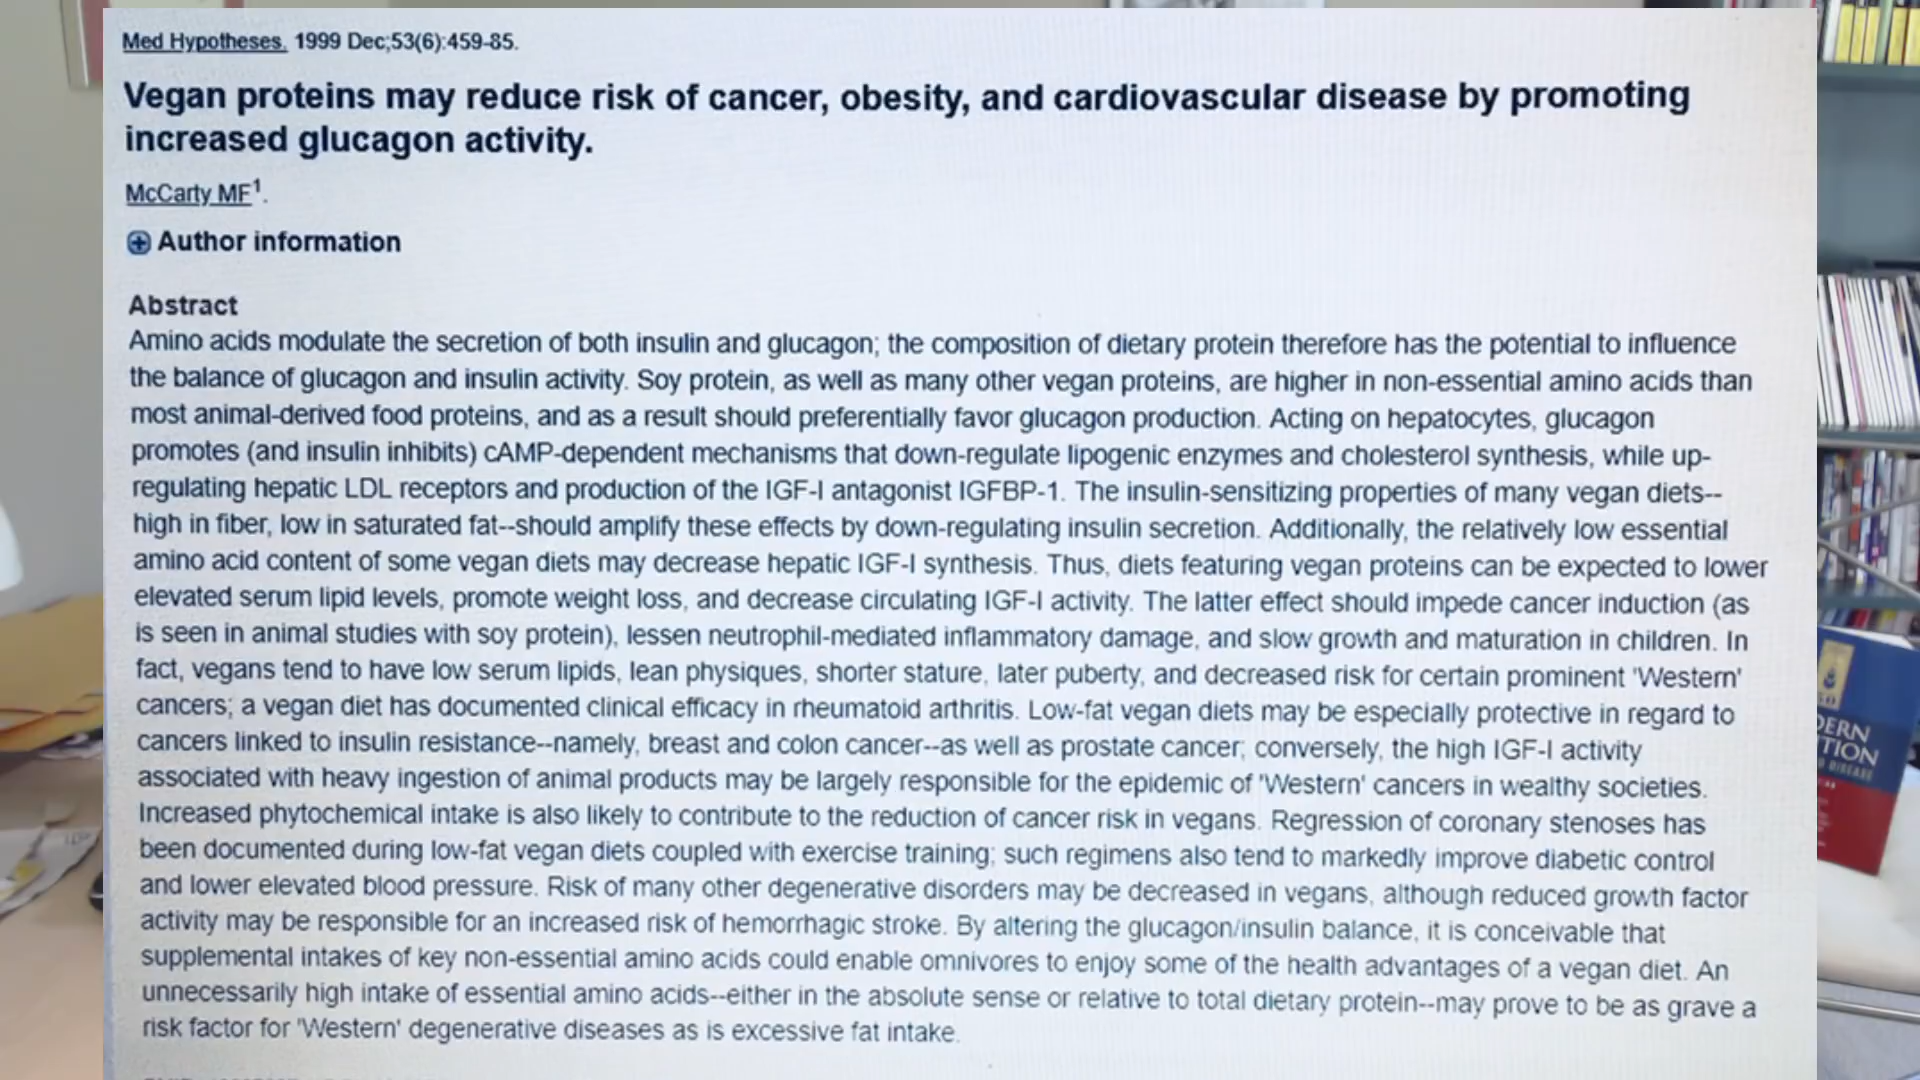 Med Hypotheses. 1999 Dec;53(6):459-85.
Vegan proteins may reduce risk of cancer, obesity, and cardiovascular disease by promoting
increased glucagon activity.
McCarty MF1.
Author information
Abstract
Amino acids modulate the secretion of both insulin and glucagon; the composition of dietary protein therefore has the potential to influence
the balance of glucagon and insulin activity. Soy protein, as well as many other vegan proteins, are higher in non-essential amino acids than
most animal-derived food proteins, and as a result should preferentially favor glucagon production. Acting on hepatocytes, glucagon
promotes (and insulin inhibits) cAMP-dependent mechanisms that down-regulate lipogenic enzymes and cholesterol synthesis, while up-
regulating hepatic LDL receptors and production of the IGF-I antagonist IGFBP-1. The insulin-sensitizing properties of many vegan diets--
high in fiber, low in saturated fat--should amplify these effects by down-regulating insulin secretion. Additionally, the relatively low essential
amino acid content of some vegan diets may decrease hepatic IGF-I synthesis. Thus, diets featuring vegan proteins can be expected to lower
elevated serum lipid levels, promote weight loss, and decrease circulating IGF-I activity. The latter effect should impede cancer induction (as
is seen in animal studies with soy protein), lessen neutrophil-mediated inflammatory damage, and slow growth and maturation in children. In
fact, vegans tend to have low serum lipids, lean physiques, shorter stature, later puberty, and decreased risk for certain prominent 'Western'
cancers; a vegan diet has documented clinical efficacy in rheumatoid arthritis. Low-fat vegan diets may be especially protective in regard to
cancers linked to insulin resistance--namely, breast and colon cancer--as well as prostate cancer; conversely, the high IGF-I activity
associated with heavy ingestion of animal products may be largely responsible for the epidemic of 'Western' cancers in wealthy societies.
Increased phytochemical intake is also likely to contribute to the reduction of cancer risk in vegans. Regression of coronary stenoses has
been documented during low-fat vegan diets coupled with exercise training; such regimens also tend to markedly improve diabetic control
and lower elevated blood pressure. Risk of many other degenerative disorders may be decreased in vegans, although reduced growth factor
activity may be responsible for an increased risk of hemorrhagic stroke. By altering the glucagon/insulin balance, it is conceivable that
supplemental intakes of key non-essential amino acids could enable omnivores to enjoy some of the health advantages of a vegan diet. An
unnecessarily high intake of essential amino acids--either in the absolute sense or relative to total dietary protein--may prove to be as grave a
risk factor for 'Western' degenerative diseases as is excessive fat intake.
ERN
TION
DISEASE